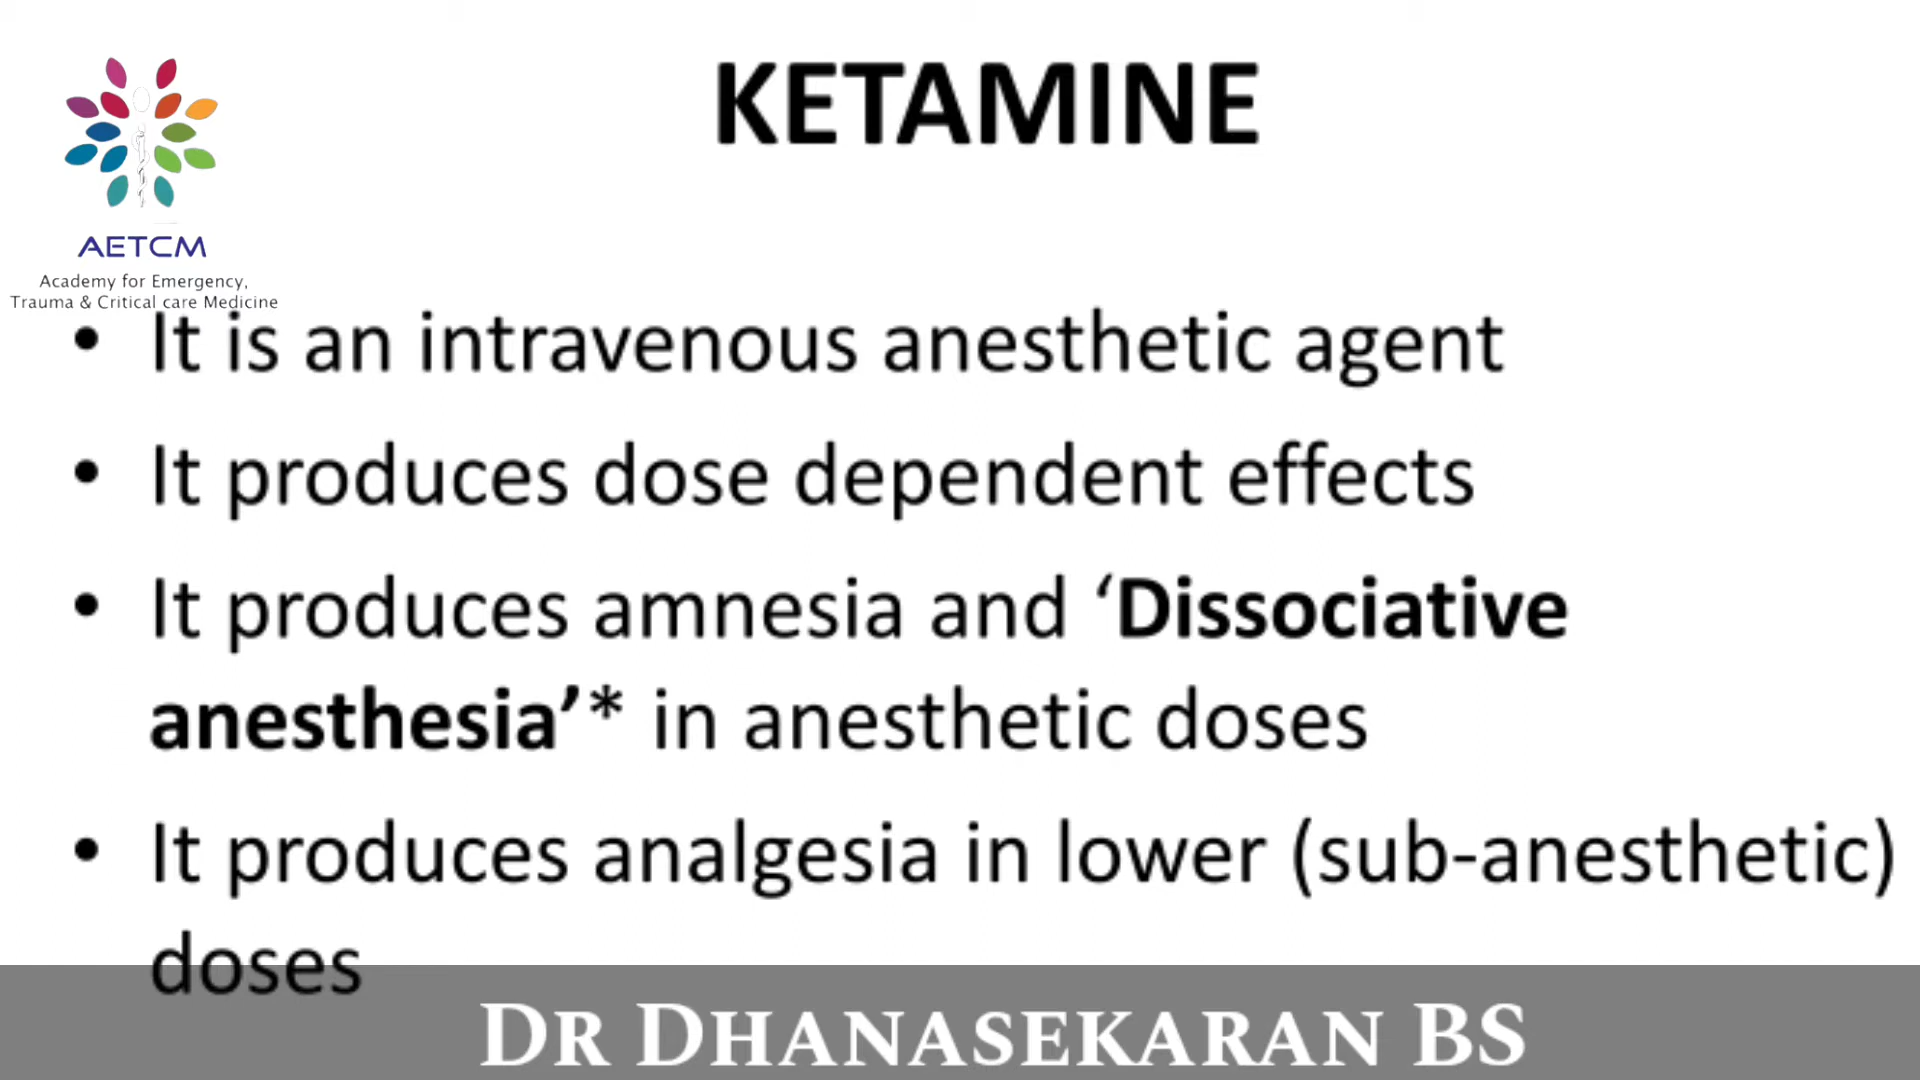 KETAMINE
AETCM
Academy for Emergency,
Trauma & Critical care Medicine
• It is an intravenous anesthetic agent
• It produces dose dependent effects
• It produces amnesia and ‘Dissociative
anesthesia’* in anesthetic doses
• It produces analgesia in lower (sub-anesthetic)
doses
DR DHANASEKARAN BS